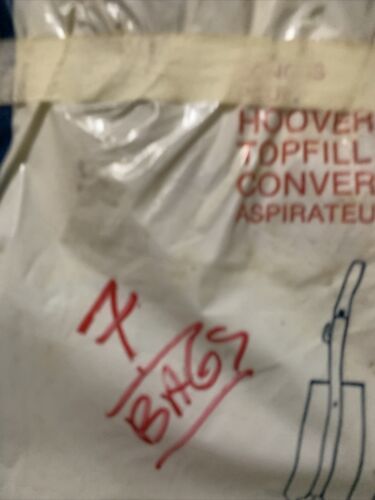 HOOVER
TOPFILL
CONVER
ASPIRATEU
7
BAGS